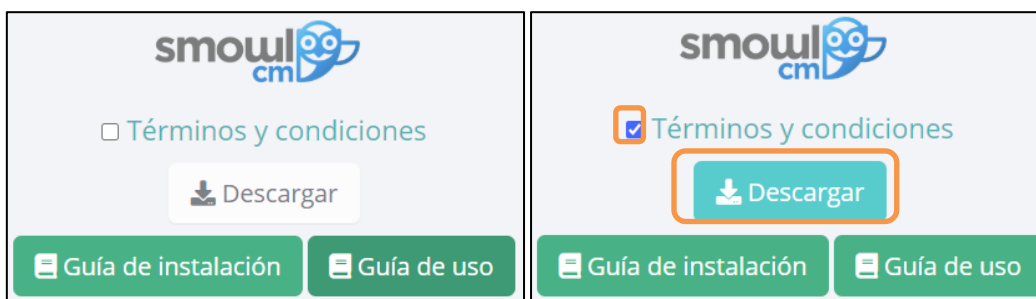 smowl
cm
Términos y condiciones
Descargar
Guía de instalación
Guía de uso
smowl
cm
Términos y condiciones
Descargar
Guía de instalación
Guía de uso